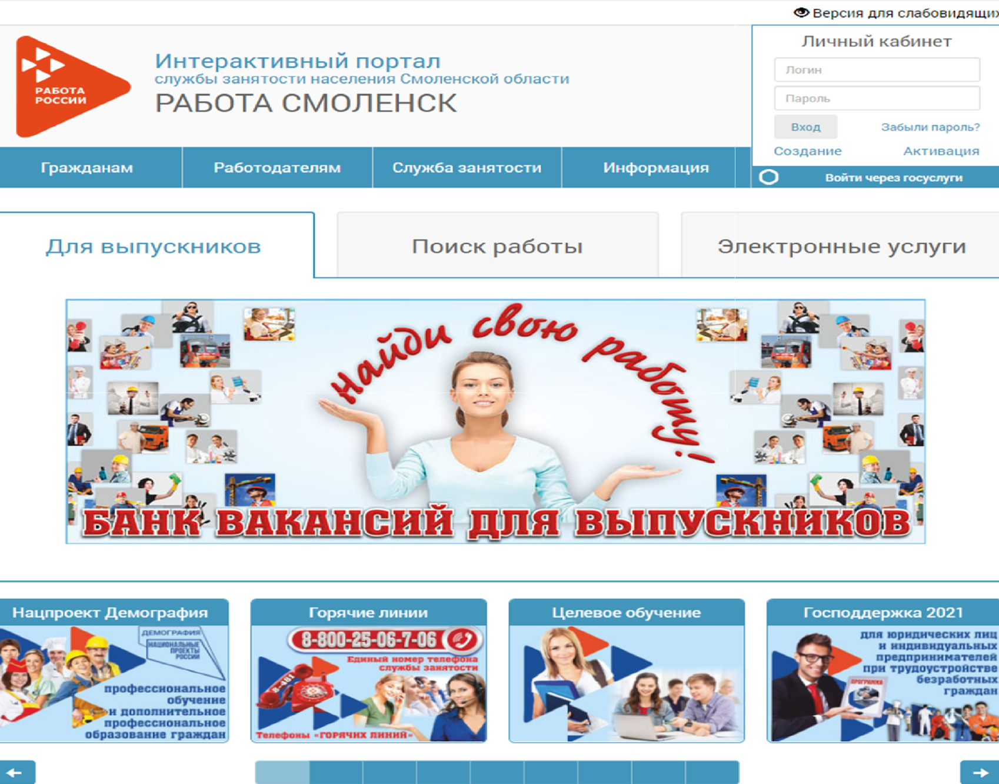 Версия для слабовидящих
РАБОТА
РОССИИ
Интерактивный портал
службы занятости населения Смоленской области
РАБОТА СМОЛЕНСК
Личный кабинет
Логин
Пароль
Вход Забыли пароль?
Создание Активация
Войти через госуслуги
Гражданам Работодателям Служба занятости Информация
Для выпускников Поиск работы Электронные услуги
Найди свою работу!
БАНК ВАКАНСИЙ ДЛЯ ВЫПУСКНИКОВ
Нацпроект Демография
ДЕМОГРАФИЯ
НАЦИОНАЛЬНЫЕ
ПРОЕКТЫ
РОССИИ
профессиональное
обучение
и дополнительное
профессиональное
образование граждан
Горячие линии
8-800-25-06-7-06
Единый номер телефона
службы занятости
8-481
Телефоны «ГОРЯЧИХ ЛИНИЙ»
Целевое обучение
Господдержка 2021
для юридических лиц
и индивидуальных
предпринимателей
при трудоустройстве
безработных
граждан
ПРОГРАММА